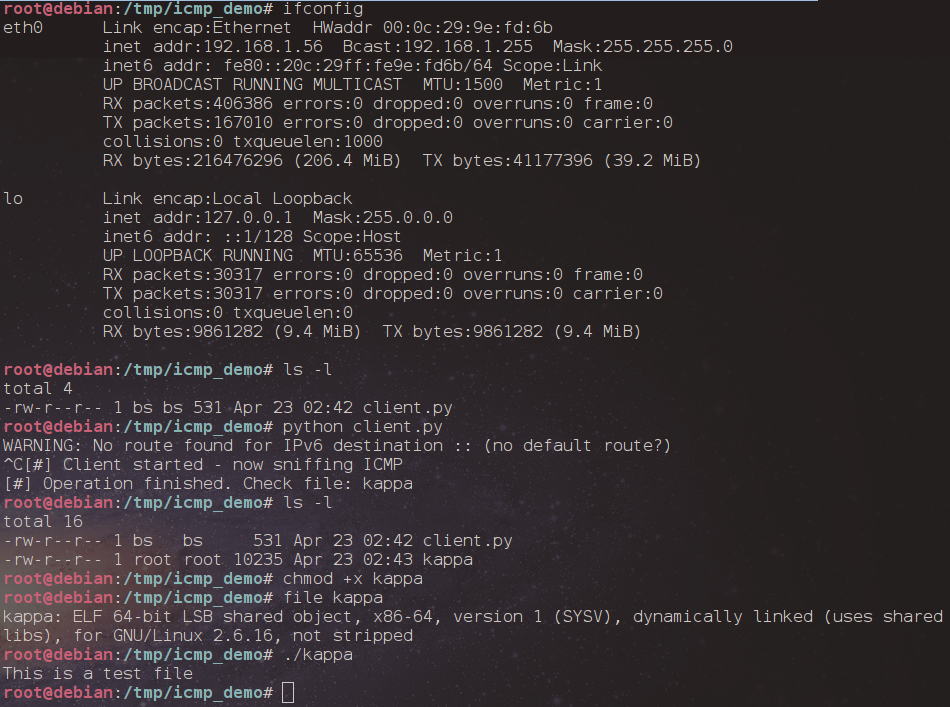 root@debian:/tmp/icmp_demo# ifconfig
eth0      Link encap:Ethernet  HWaddr 00:0c:29:9e:fd:6b
          inet addr:192.168.1.56  Bcast:192.168.1.255  Mask:255.255.255.0
          inet6 addr: fe80::20c:29ff:fe9e:fd6b/64 Scope:Link
          UP BROADCAST RUNNING MULTICAST  MTU:1500  Metric:1
          RX packets:406386 errors:0 dropped:0 overruns:0 frame:0
          TX packets:167010 errors:0 dropped:0 overruns:0 carrier:0
          collisions:0 txqueuelen:1000
          RX bytes:216476296 (206.4 MiB)  TX bytes:41177396 (39.2 MiB)

lo        Link encap:Local Loopback
          inet addr:127.0.0.1  Mask:255.0.0.0
          inet6 addr: ::1/128 Scope:Host
          UP LOOPBACK RUNNING  MTU:65536  Metric:1
          RX packets:30317 errors:0 dropped:0 overruns:0 frame:0
          TX packets:30317 errors:0 dropped:0 overruns:0 carrier:0
          collisions:0 txqueuelen:0
          RX bytes:9861282 (9.4 MiB)  TX bytes:9861282 (9.4 MiB)

root@debian:/tmp/icmp_demo# ls -l
total 4
-rw-r--r-- 1 bs bs 531 Apr 23 02:42 client.py
root@debian:/tmp/icmp_demo# python client.py
WARNING: No route found for IPv6 destination :: (no default route?)
^C[#] Client started - now sniffing ICMP
[#] Operation finished. Check file: kappa
root@debian:/tmp/icmp_demo# ls -l
total 16
-rw-r--r-- 1 bs   bs     531 Apr 23 02:42 client.py
-rw-r--r-- 1 root root 10235 Apr 23 02:43 kappa
root@debian:/tmp/icmp_demo# chmod +x kappa
root@debian:/tmp/icmp_demo# file kappa
kappa: ELF 64-bit LSB shared object, x86-64, version 1 (SYSV), dynamically linked (uses shared
libs), for GNU/Linux 2.6.16, not stripped
root@debian:/tmp/icmp_demo# ./kappa
This is a test file
root@debian:/tmp/icmp_demo#